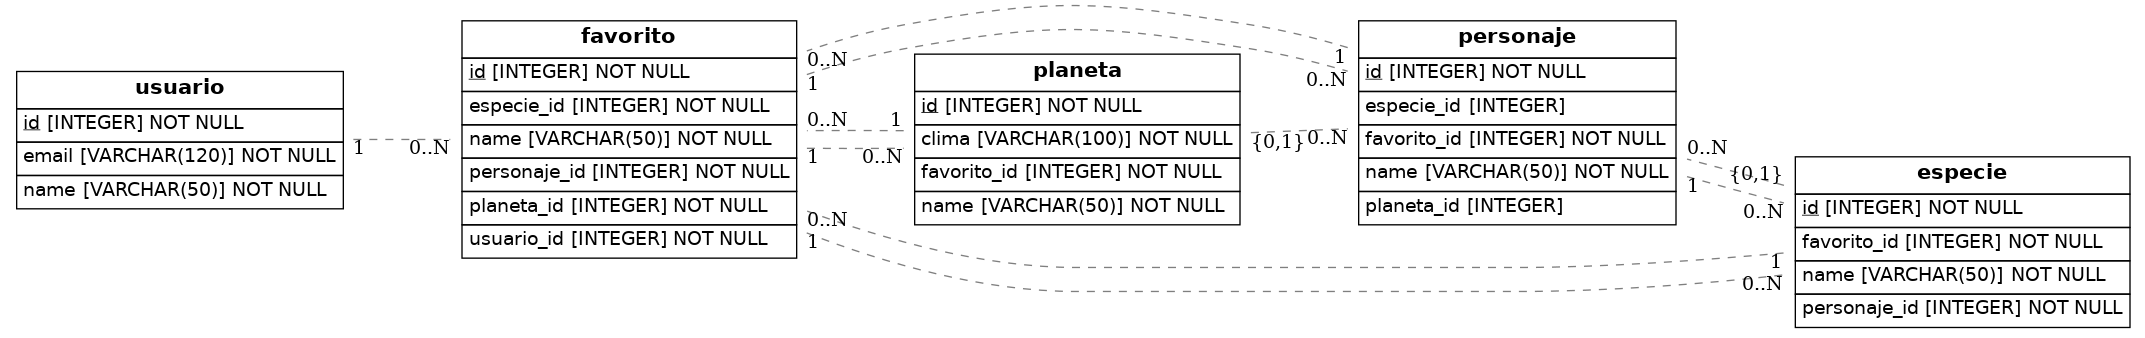 usuario
id [INTEGER] NOT NULL
email [VARCHAR(120)] NOT NULL
name [VARCHAR(50)] NOT NULL
1
0..N
favorito
id [INTEGER] NOT NULL
especie_id [INTEGER] NOT NULL
name [VARCHAR(50)] NOT NULL
personaje_id [INTEGER] NOT NULL
planeta_id [INTEGER] NOT NULL
usuario_id [INTEGER] NOT NULL
0..N
1
0..N
1
1
0..N
0..N
1
planeta
id [INTEGER] NOT NULL
clima [VARCHAR(100)] NOT NULL
favorito_id [INTEGER] NOT NULL
name [VARCHAR(50)] NOT NULL
1
0..N
{0,1}
0..N
personaje
id [INTEGER] NOT NULL
especie_id [INTEGER]
favorito_id [INTEGER] NOT NULL
name [VARCHAR(50)] NOT NULL
planeta_id [INTEGER]
0..N
{0,1}
1
0..N
1
0..N
especie
id [INTEGER] NOT NULL
favorito_id [INTEGER] NOT NULL
name [VARCHAR(50)] NOT NULL
personaje_id [INTEGER] NOT NULL